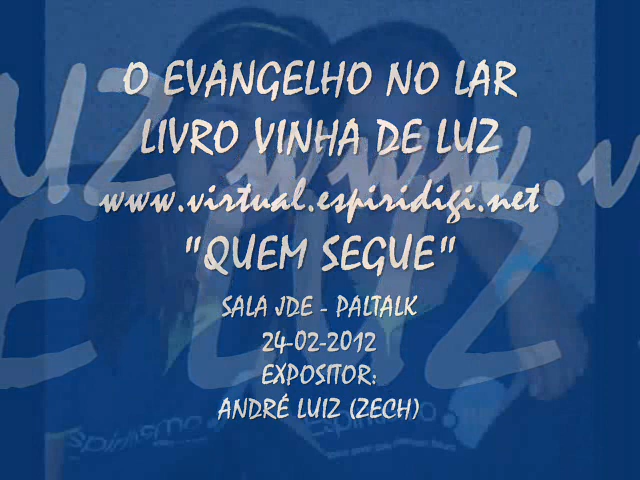 O EVANGELHO NO LAR
LIVRO VINHA DE LUZ
www.virtual.espiridigi.net
"QUEM SEGUE"
SALA JDE - PALTALK
24-02-2012
EXPOSITOR:
ANDRÉ LUIZ (ZECH)